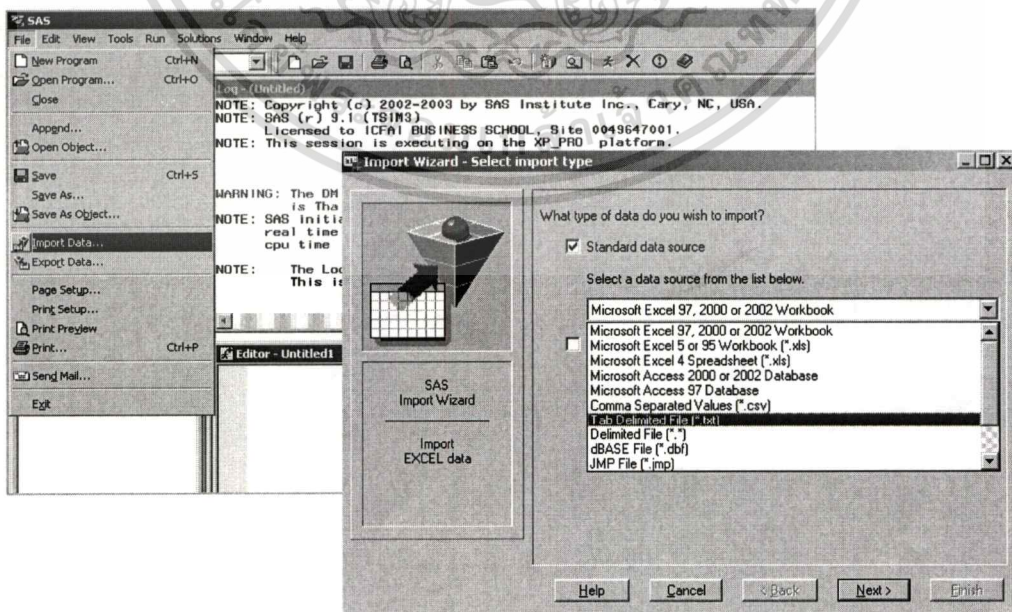 SAS
File Edit View Tools Run Solutions Window Help
New Program Ctrl+N
Open Program... Ctrl+O
Close
Append...
Open Object...
Save Ctrl+S
Save As...
Save As Object...
Import Data...
Export Data...
Page Setup...
Print Setup...
Print Preview
Print... Ctrl+P
Send Mail...
Exit
Log - (Untitled)
NOTE: Copyright (c) 2002-2003 by SAS Institute Inc., Cary, NC, USA.
NOTE: SAS (r) 9.1 (TS1M3)
Licensed to ICFAI BUSINESS SCHOOL, Site 0049647001.
NOTE: This session is executing on the XP_PRO platform.
WARNING: The DM
is Tha
NOTE: SAS initia
real time
cpu time
NOTE: The Log
This is
Editor - Untitled1
Import Wizard - Select import type
What type of data do you wish to import?
Standard data source
Select a data source from the list below.
Microsoft Excel 97, 2000 or 2002 Workbook
Microsoft Excel 97, 2000 or 2002 Workbook
Microsoft Excel 5 or 95 Workbook (*.xls)
Microsoft Excel 4 Spreadsheet (*.xls)
Microsoft Access 2000 or 2002 Database
Microsoft Access 97 Database
Comma Separated Values (*.csv)
Tab Delimited File (*.txt)
Delimited File (*.*)
dBASE File (*.dbf)
JMP File (*.jmp)
SAS
Import Wizard
Import
EXCEL data
Help Cancel < Back Next > Finish